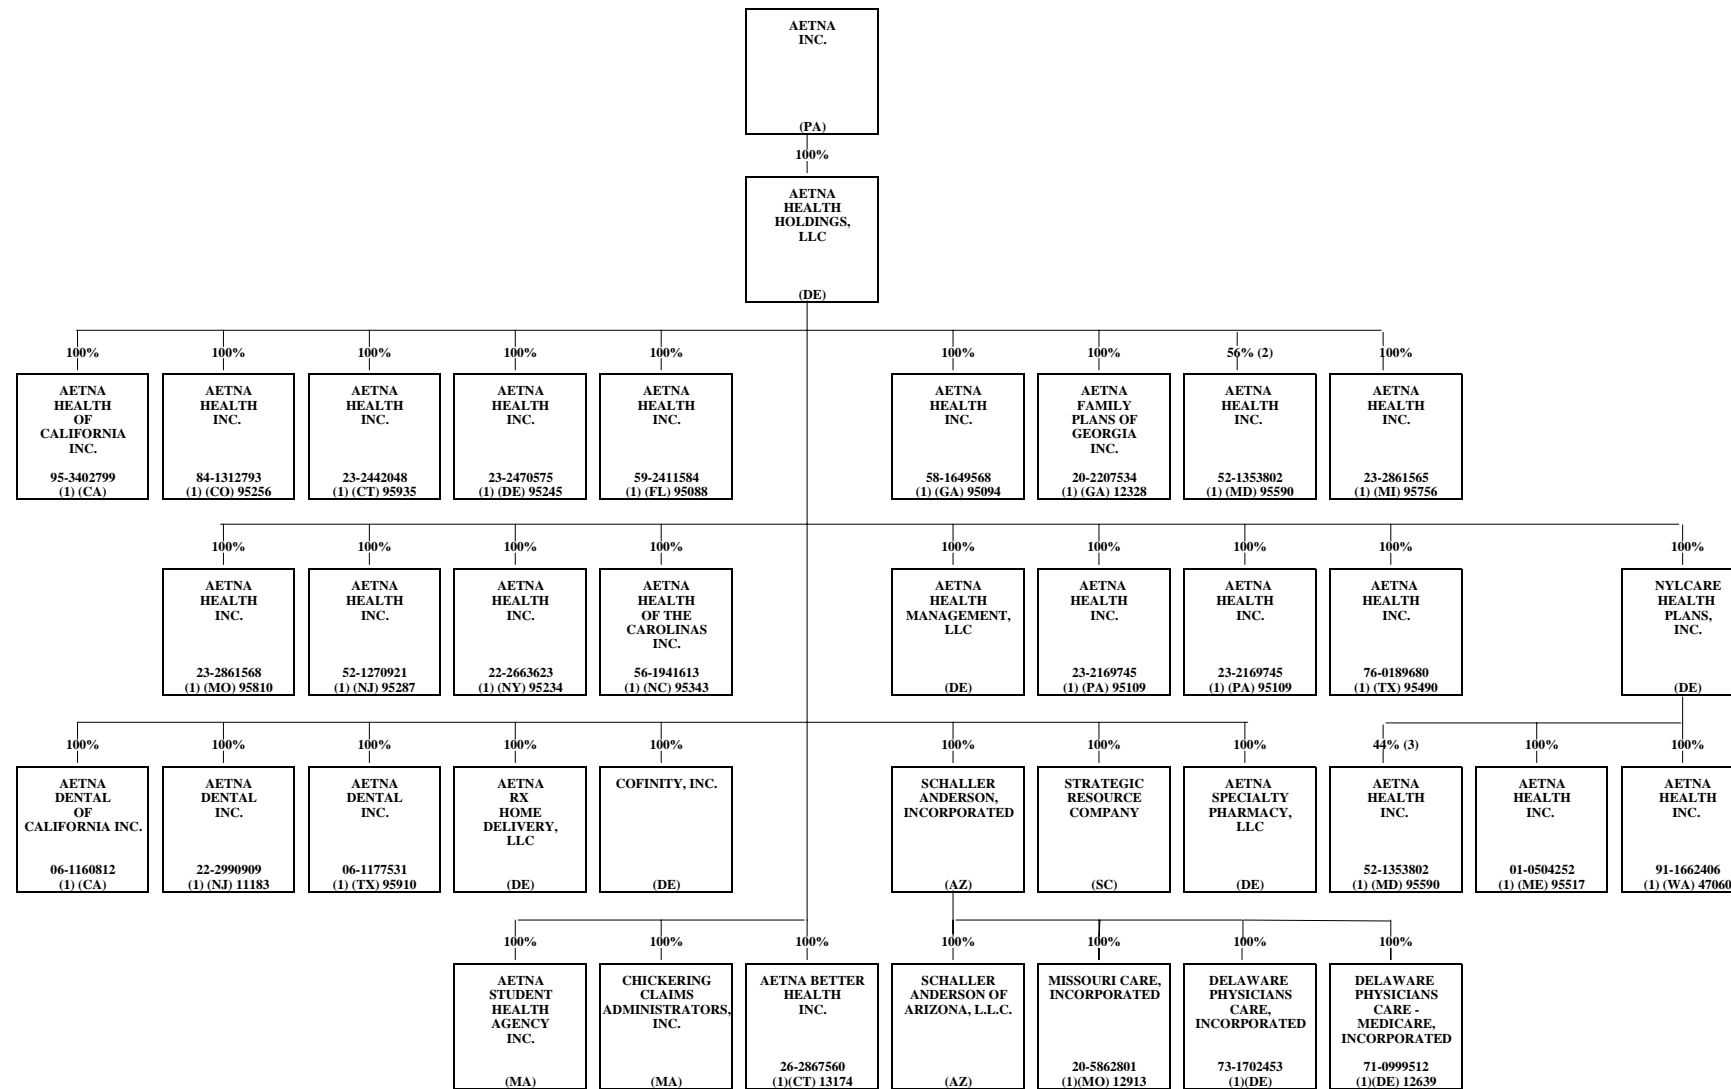 AETNA
INC.
(PA)
100%
AETNA
HEALTH
HOLDINGS,
LLC
(DE)
100%
AETNA
HEALTH
OF
CALIFORNIA
INC.
95-3402799
(1) (CA)
100%
AETNA
HEALTH
INC.
84-1312793
(1) (CO) 95256
100%
AETNA
HEALTH
INC.
23-2442048
(1) (CT) 95935
100%
AETNA
HEALTH
INC.
23-2470575
(1) (DE) 95245
100%
AETNA
HEALTH
INC.
59-2411584
(1) (FL) 95088
100%
AETNA
HEALTH
INC.
58-1649568
(1) (GA) 95094
100%
AETNA
FAMILY
PLANS OF
GEORGIA
INC.
20-2207534
(1) (GA) 12328
56% (2)
AETNA
HEALTH
INC.
52-1353802
(1) (MD) 95590
100%
AETNA
HEALTH
INC.
23-2861565
(1) (MI) 95756
100%
AETNA
HEALTH
INC.
23-2861568
(1) (MO) 95810
100%
AETNA
HEALTH
INC.
52-1270921
(1) (NJ) 95287
100%
AETNA
HEALTH
INC.
22-2663623
(1) (NY) 95234
100%
AETNA
HEALTH
OF THE
CAROLINAS
INC.
56-1941613
(1) (NC) 95343
100%
AETNA
HEALTH
MANAGEMENT,
LLC
(DE)
100%
AETNA
HEALTH
INC.
23-2169745
(1) (PA) 95109
100%
AETNA
HEALTH
INC.
23-2169745
(1) (PA) 95109
100%
AETNA
HEALTH
INC.
76-0189680
(1) (TX) 95490
100%
NYLCARE
HEALTH
PLANS,
INC.
(DE)
100%
AETNA
DENTAL
OF
CALIFORNIA INC.
06-1160812
(1) (CA)
100%
AETNA
DENTAL
INC.
22-2990909
(1) (NJ) 11183
100%
AETNA
DENTAL
INC.
06-1177531
(1) (TX) 95910
100%
AETNA
RX
HOME
DELIVERY,
LLC
(DE)
100%
COFINITY, INC.
(DE)
100%
SCHALLER
ANDERSON,
INCORPORATED
(AZ)
100%
STRATEGIC
RESOURCE
COMPANY
(SC)
100%
AETNA
SPECIALTY
PHARMACY,
LLC
(DE)
44% (3)
AETNA
HEALTH
INC.
52-1353802
(1) (MD) 95590
100%
AETNA
HEALTH
INC.
01-0504252
(1) (ME) 95517
100%
AETNA
HEALTH
INC.
91-1662406
(1) (WA) 47060
100%
AETNA
STUDENT
HEALTH
AGENCY
INC.
(MA)
100%
CHICKERING
CLAIMS
ADMINISTRATORS,
INC.
(MA)
100%
AETNA BETTER
HEALTH
INC.
26-2867560
(1)(CT) 13174
100%
SCHALLER
ANDERSON OF
ARIZONA, L.L.C.
(AZ)
100%
MISSOURI CARE,
INCORPORATED
20-5862801
(1)(MO) 12913
100%
DELAWARE
PHYSICIANS
CARE,
INCORPORATED
73-1702453
(1)(DE)
100%
DELAWARE
PHYSICIANS
CARE -
MEDICARE,
INCORPORATED
71-0999512
(1)(DE) 12639